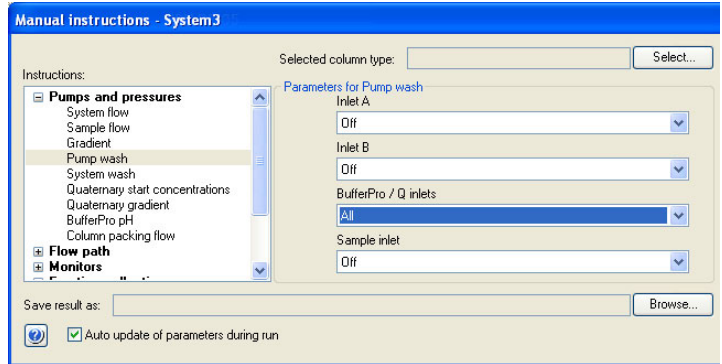 Manual instructions - System3
Selected column type:
Select...
Instructions:
Pumps and pressures
System flow
Sample flow
Gradient
Pump wash
System wash
Quaternary start concentrations
Quaternary gradient
BufferPro pH
Column packing flow
Flow path
Monitors
Parameters for Pump wash
Inlet A
Off
Inlet B
Off
BufferPro / Q inlets
All
Sample inlet
Off
Save result as:
Browse...
Auto update of parameters during run